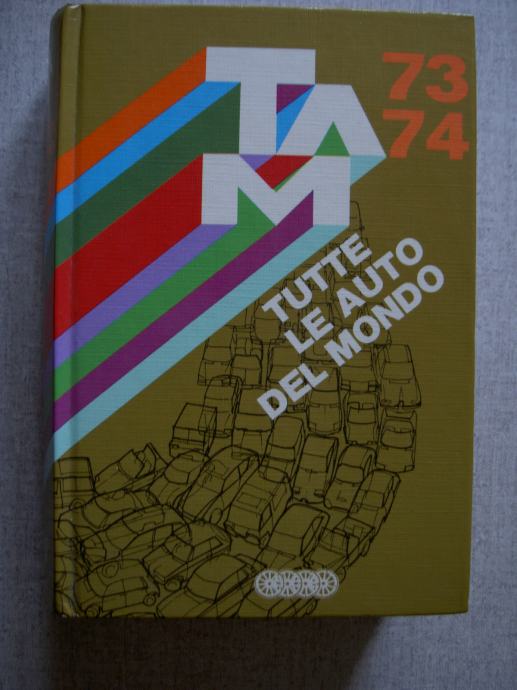 TAM
73
74
TUTTE
LE AUTO
DEL MONDO